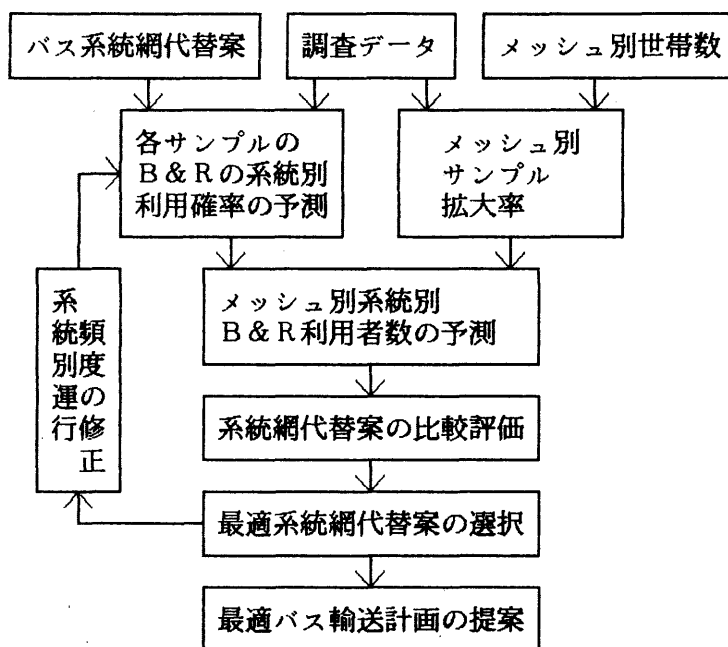 バス系統網代替案
調査データ
メッシュ別世帯数
各サンプルの
B&Rの系統別
利用確率の予測
メッシュ別
サンプル
拡大率
系統別運行
頻度の修正
メッシュ別系統別
B&R利用者数の予測
系統網代替案の比較評価
最適系統網代替案の選択
最適バス輸送計画の提案